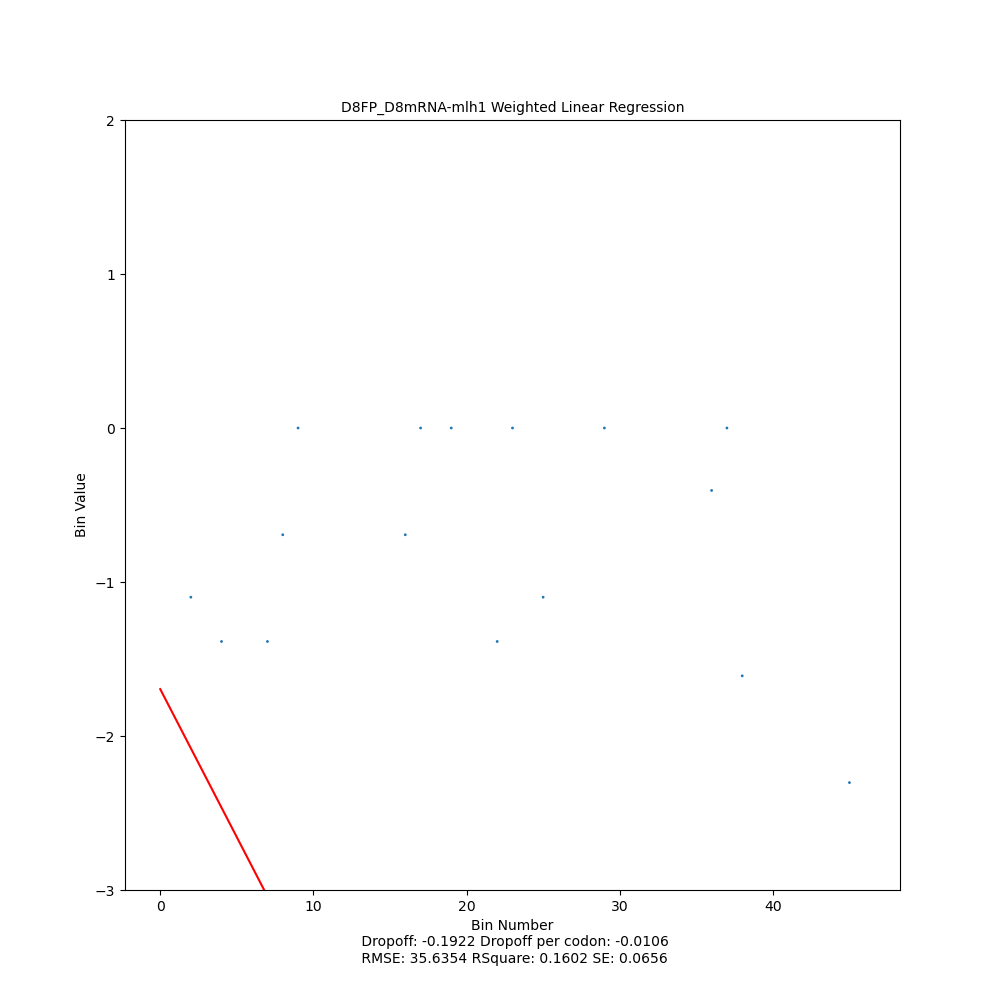 D8FP_D8mRNA-mlh1 Weighted Linear Regression
2
1
0
−1
−2
−3
Bin Value
0 10 20 30 40
Bin Number
Dropoff: -0.1922 Dropoff per codon: -0.0106
RMSE: 35.6354 RSquare: 0.1602 SE: 0.0656